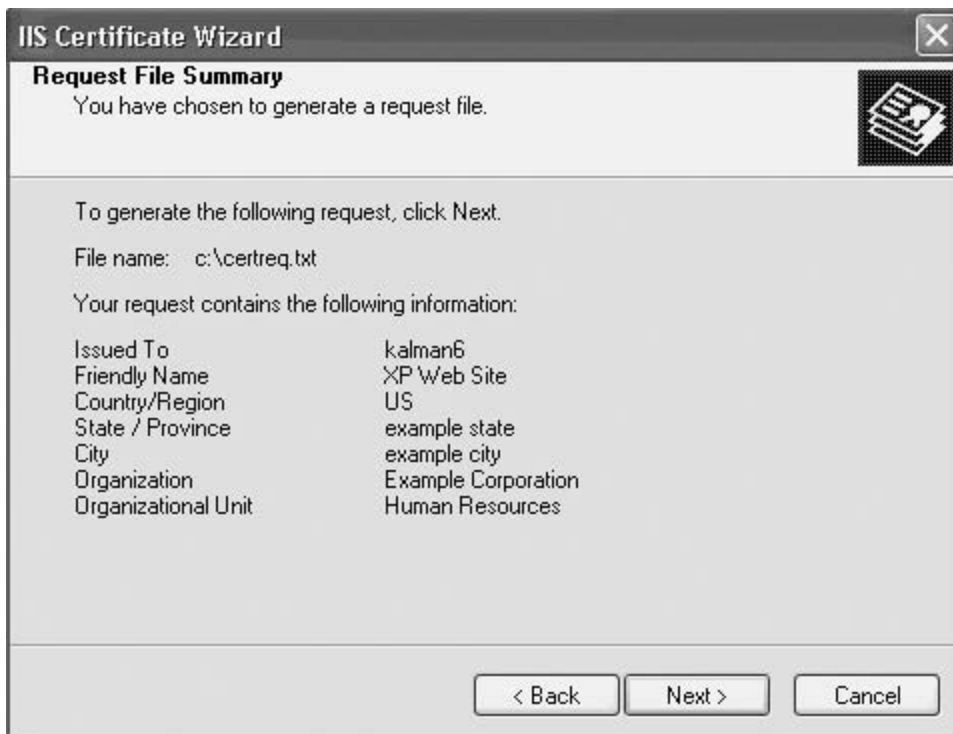 IIS Certificate Wizard
Request File Summary
You have chosen to generate a request file.
To generate the following request, click Next.
File name: c:\certreq.txt
Your request contains the following information:
Issued To kalman6
Friendly Name XP Web Site
Country/Region US
State / Province example state
City example city
Organization Example Corporation
Organizational Unit Human Resources
< Back Next > Cancel